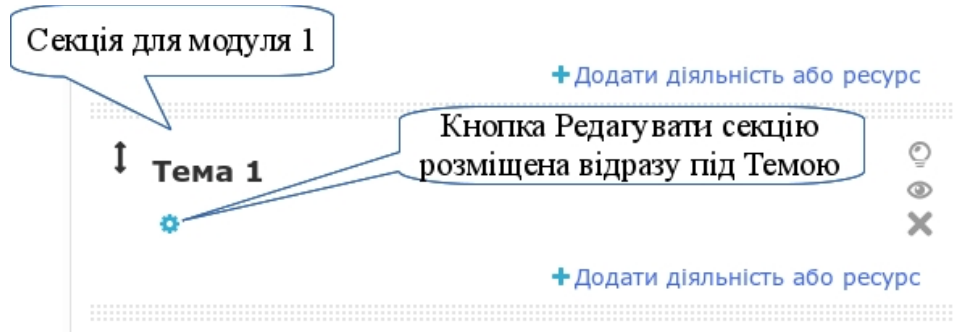 Секція для модуля 1
+Додати діяльність або ресурс
Кнопка Редагувати секцію
розміщена відразу під Темою
Тема 1
+Додати діяльність або ресурс